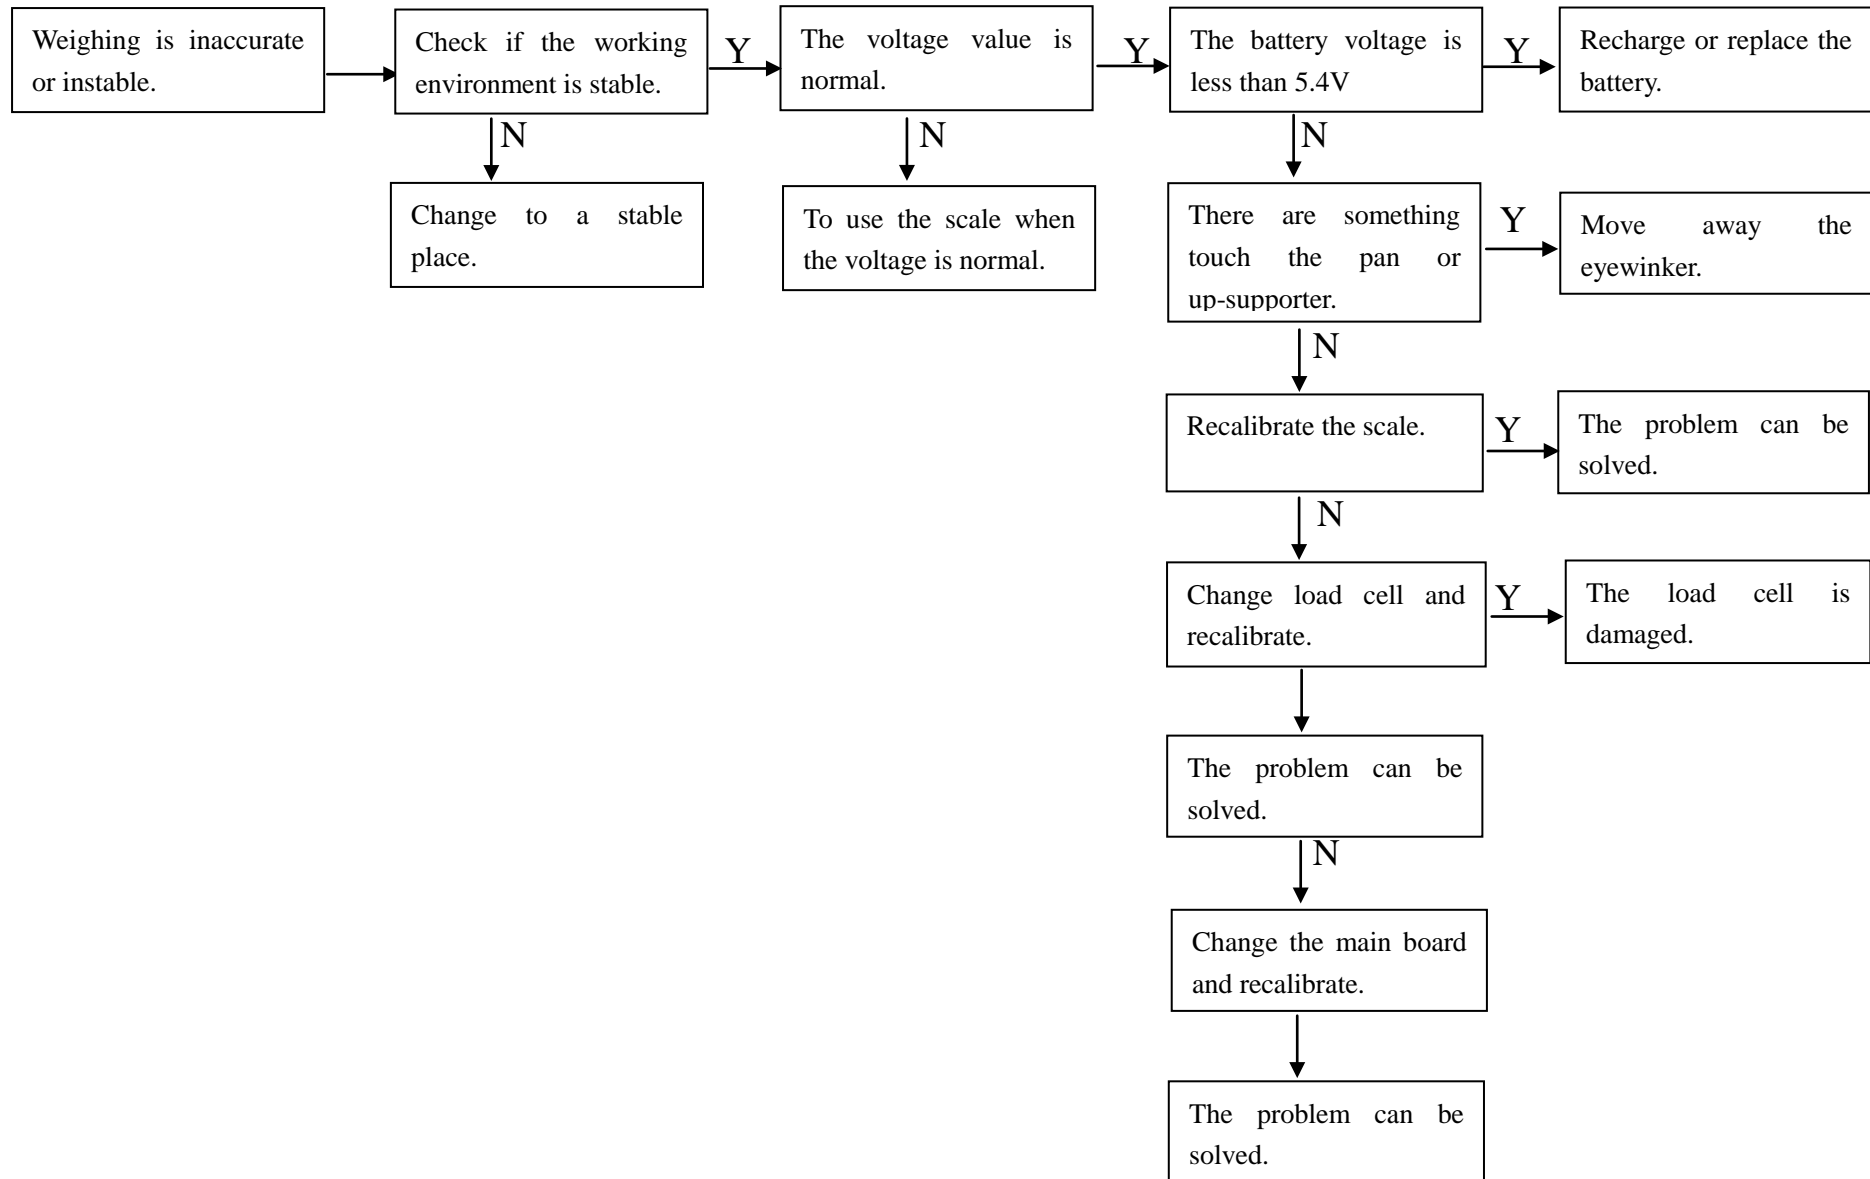 Weighing is inaccurate
or instable.
Check if the working
environment is stable.
Y
The voltage value is
normal.
Y
The battery voltage is
less than 5.4V
Y
Recharge or replace the
battery.
N
N
N
Change to a stable
place.
To use the scale when
the voltage is normal.
There are something
touch the pan or
up-supporter.
Y
Move away the
eyewinker.
N
Recalibrate the scale.
Y
The problem can be
solved.
N
Change load cell and
recalibrate.
Y
The load cell is
damaged.
The problem can be
solved.
N
Change the main board
and recalibrate.
The problem can be
solved.